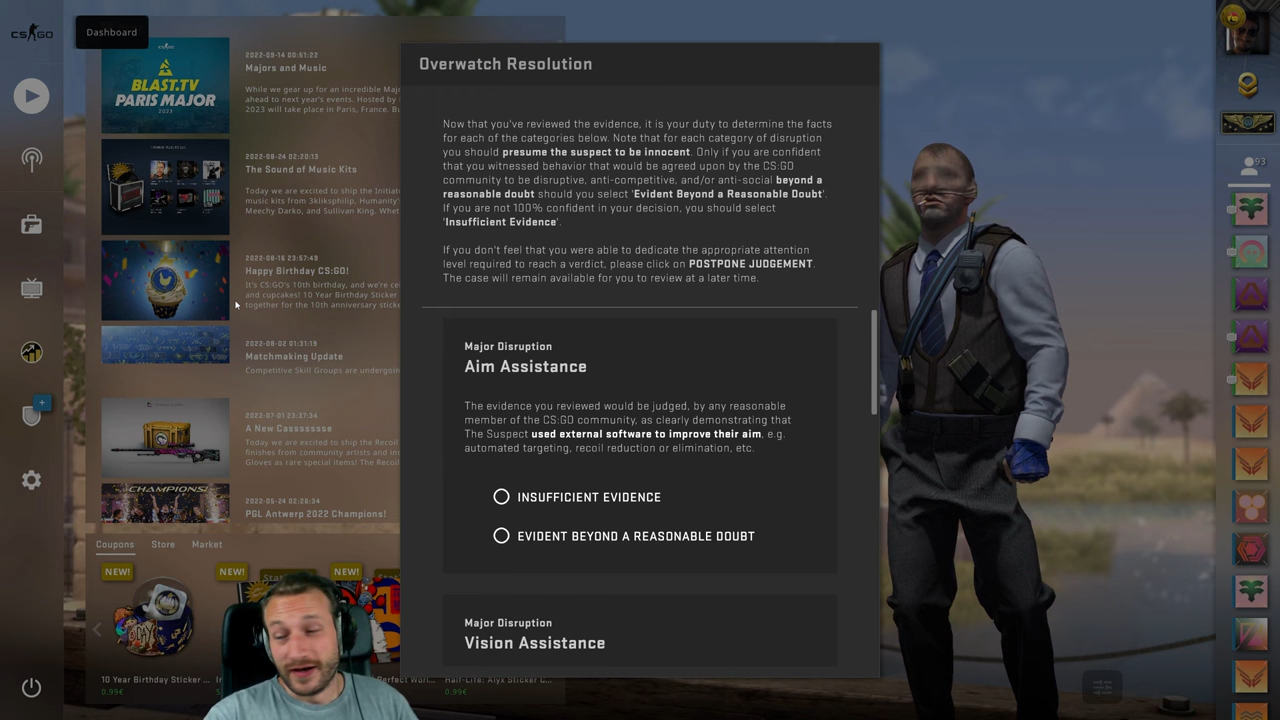 CS GO
Dashboard
BLAST.TV
PARIS MAJOR
2023
2022-09-14 00:51:22
Majors and Music
While we gear up for an incredible Maj
ahead to next year's events. Hosted by
2023 will take place in Paris, France. Bu
2022-08-24 02:20:13
The Sound of Music Kits
Today we are excited to ship the Initiat
music kits from 3kliksphilip, Humanity'
Meechy Darko, and Sullivan King. Whet
2022-08-16 23:57:49
Happy Birthday CS:GO!
It's CS:GO's 10th birthday, and we're ce
and cupcakes! 10 Year Birthday Sticker
together for the 10th anniversary sticke
2022-08-02 01:31:19
Matchmaking Update
Competitive Skill Groups are undergoin
2022-07-01 23:37:34
A New Casssssse
Today we are excited to ship the Recoil
finishes from community artists and in
Gloves as rare special items! The Recoil
CHAMPIONS!
2022-05-24 02:28:34
PGL Antwerp 2022 Champions!
Coupons Store Market
NEW! NEW! NEW!
10 Year Birthday Sticker ...
0.99€
Perfect Worl...
Half-Life: Alyx Sticker C...
0.99€
Overwatch Resolution
Now that you've reviewed the evidence, it is your duty to determine the facts
for each of the categories below. Note that for each category of disruption
you should presume the suspect to be innocent. Only if you are confident
that you witnessed behavior that would be agreed upon by the CS:GO
community to be disruptive, anti-competitive, and/or anti-social beyond a
reasonable doubt should you select 'Evident Beyond a Reasonable Doubt'.
If you are not 100% confident in your decision, you should select
'Insufficient Evidence'.
If you don't feel that you were able to dedicate the appropriate attention
level required to reach a verdict, please click on POSTPONE JUDGEMENT.
The case will remain available for you to review at a later time.
Major Disruption
Aim Assistance
The evidence you reviewed would be judged, by any reasonable
member of the CS:GO community, as clearly demonstrating that
The Suspect used external software to improve their aim, e.g.
automated targeting, recoil reduction or elimination, etc.
INSUFFICIENT EVIDENCE
EVIDENT BEYOND A REASONABLE DOUBT
Major Disruption
Vision Assistance
93